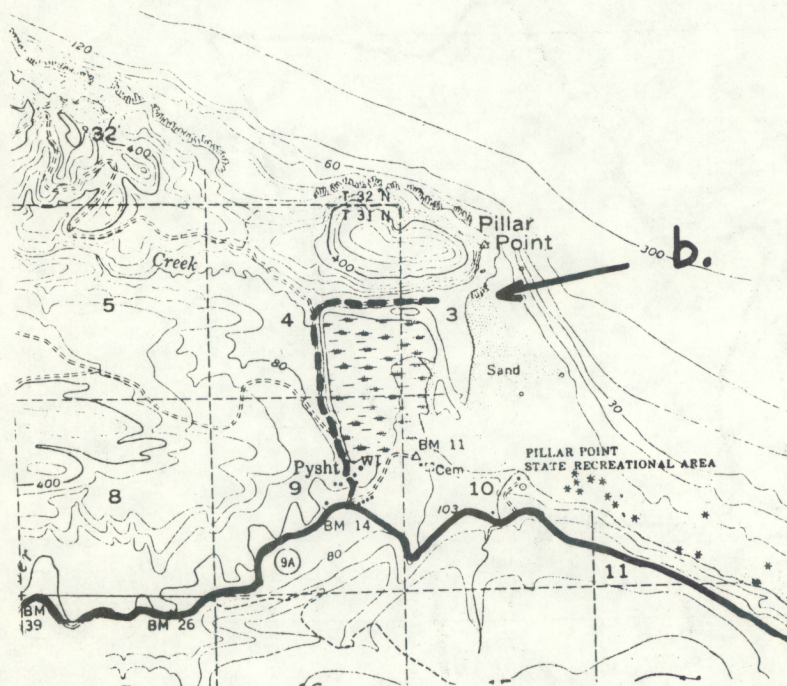 120
32
400
60
T 32 N
T 31 N
Pillar
Point
b.
300
Creek
400
5
4
3
80
Sand
30
BM 11
PILLAR POINT
STATE RECREATIONAL AREA
Pysht
WT
Cem
400
8
9
10
103
BM 14
9A
80
11
BM
39
BM 26